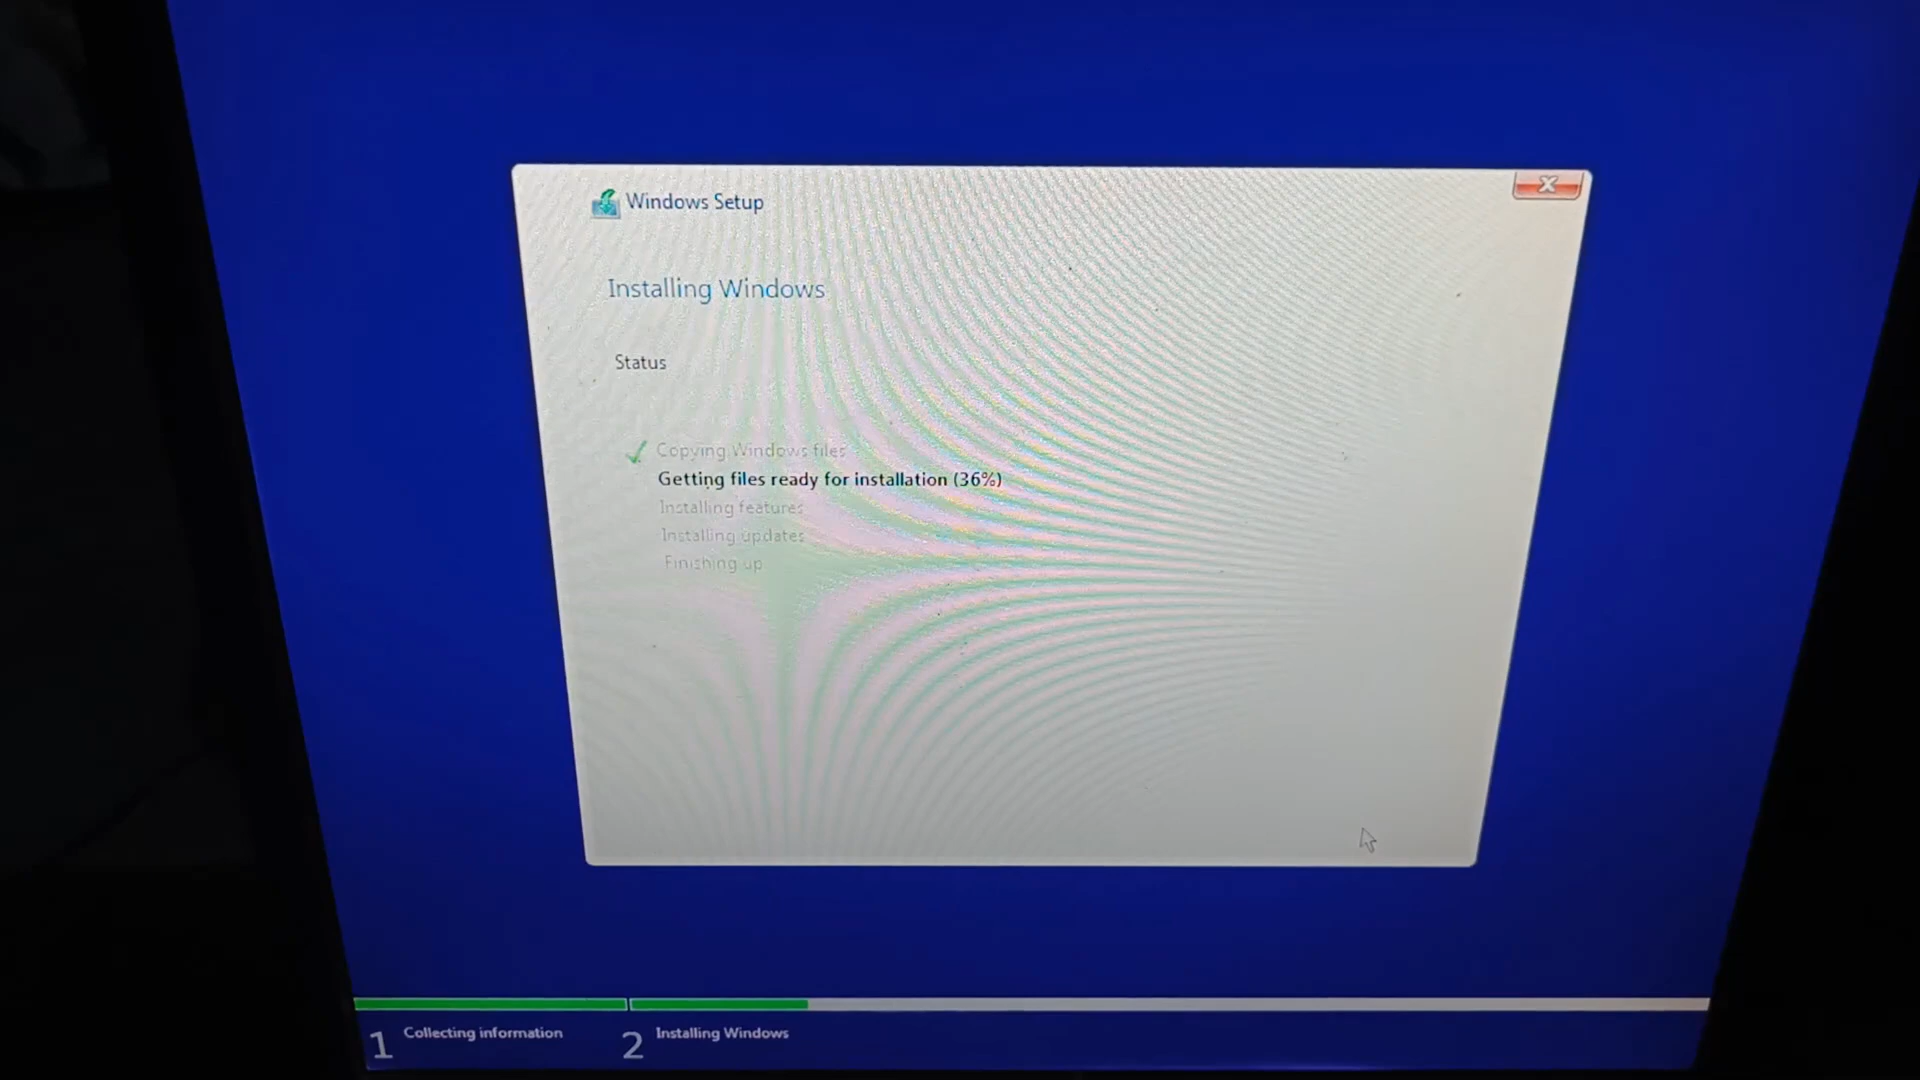 Windows Setup
Installing Windows
Status
Copying Windows files
Getting files ready for installation (36%)
Installing features
Installing updates
Finishing up
1 Collecting information
2 Installing Windows